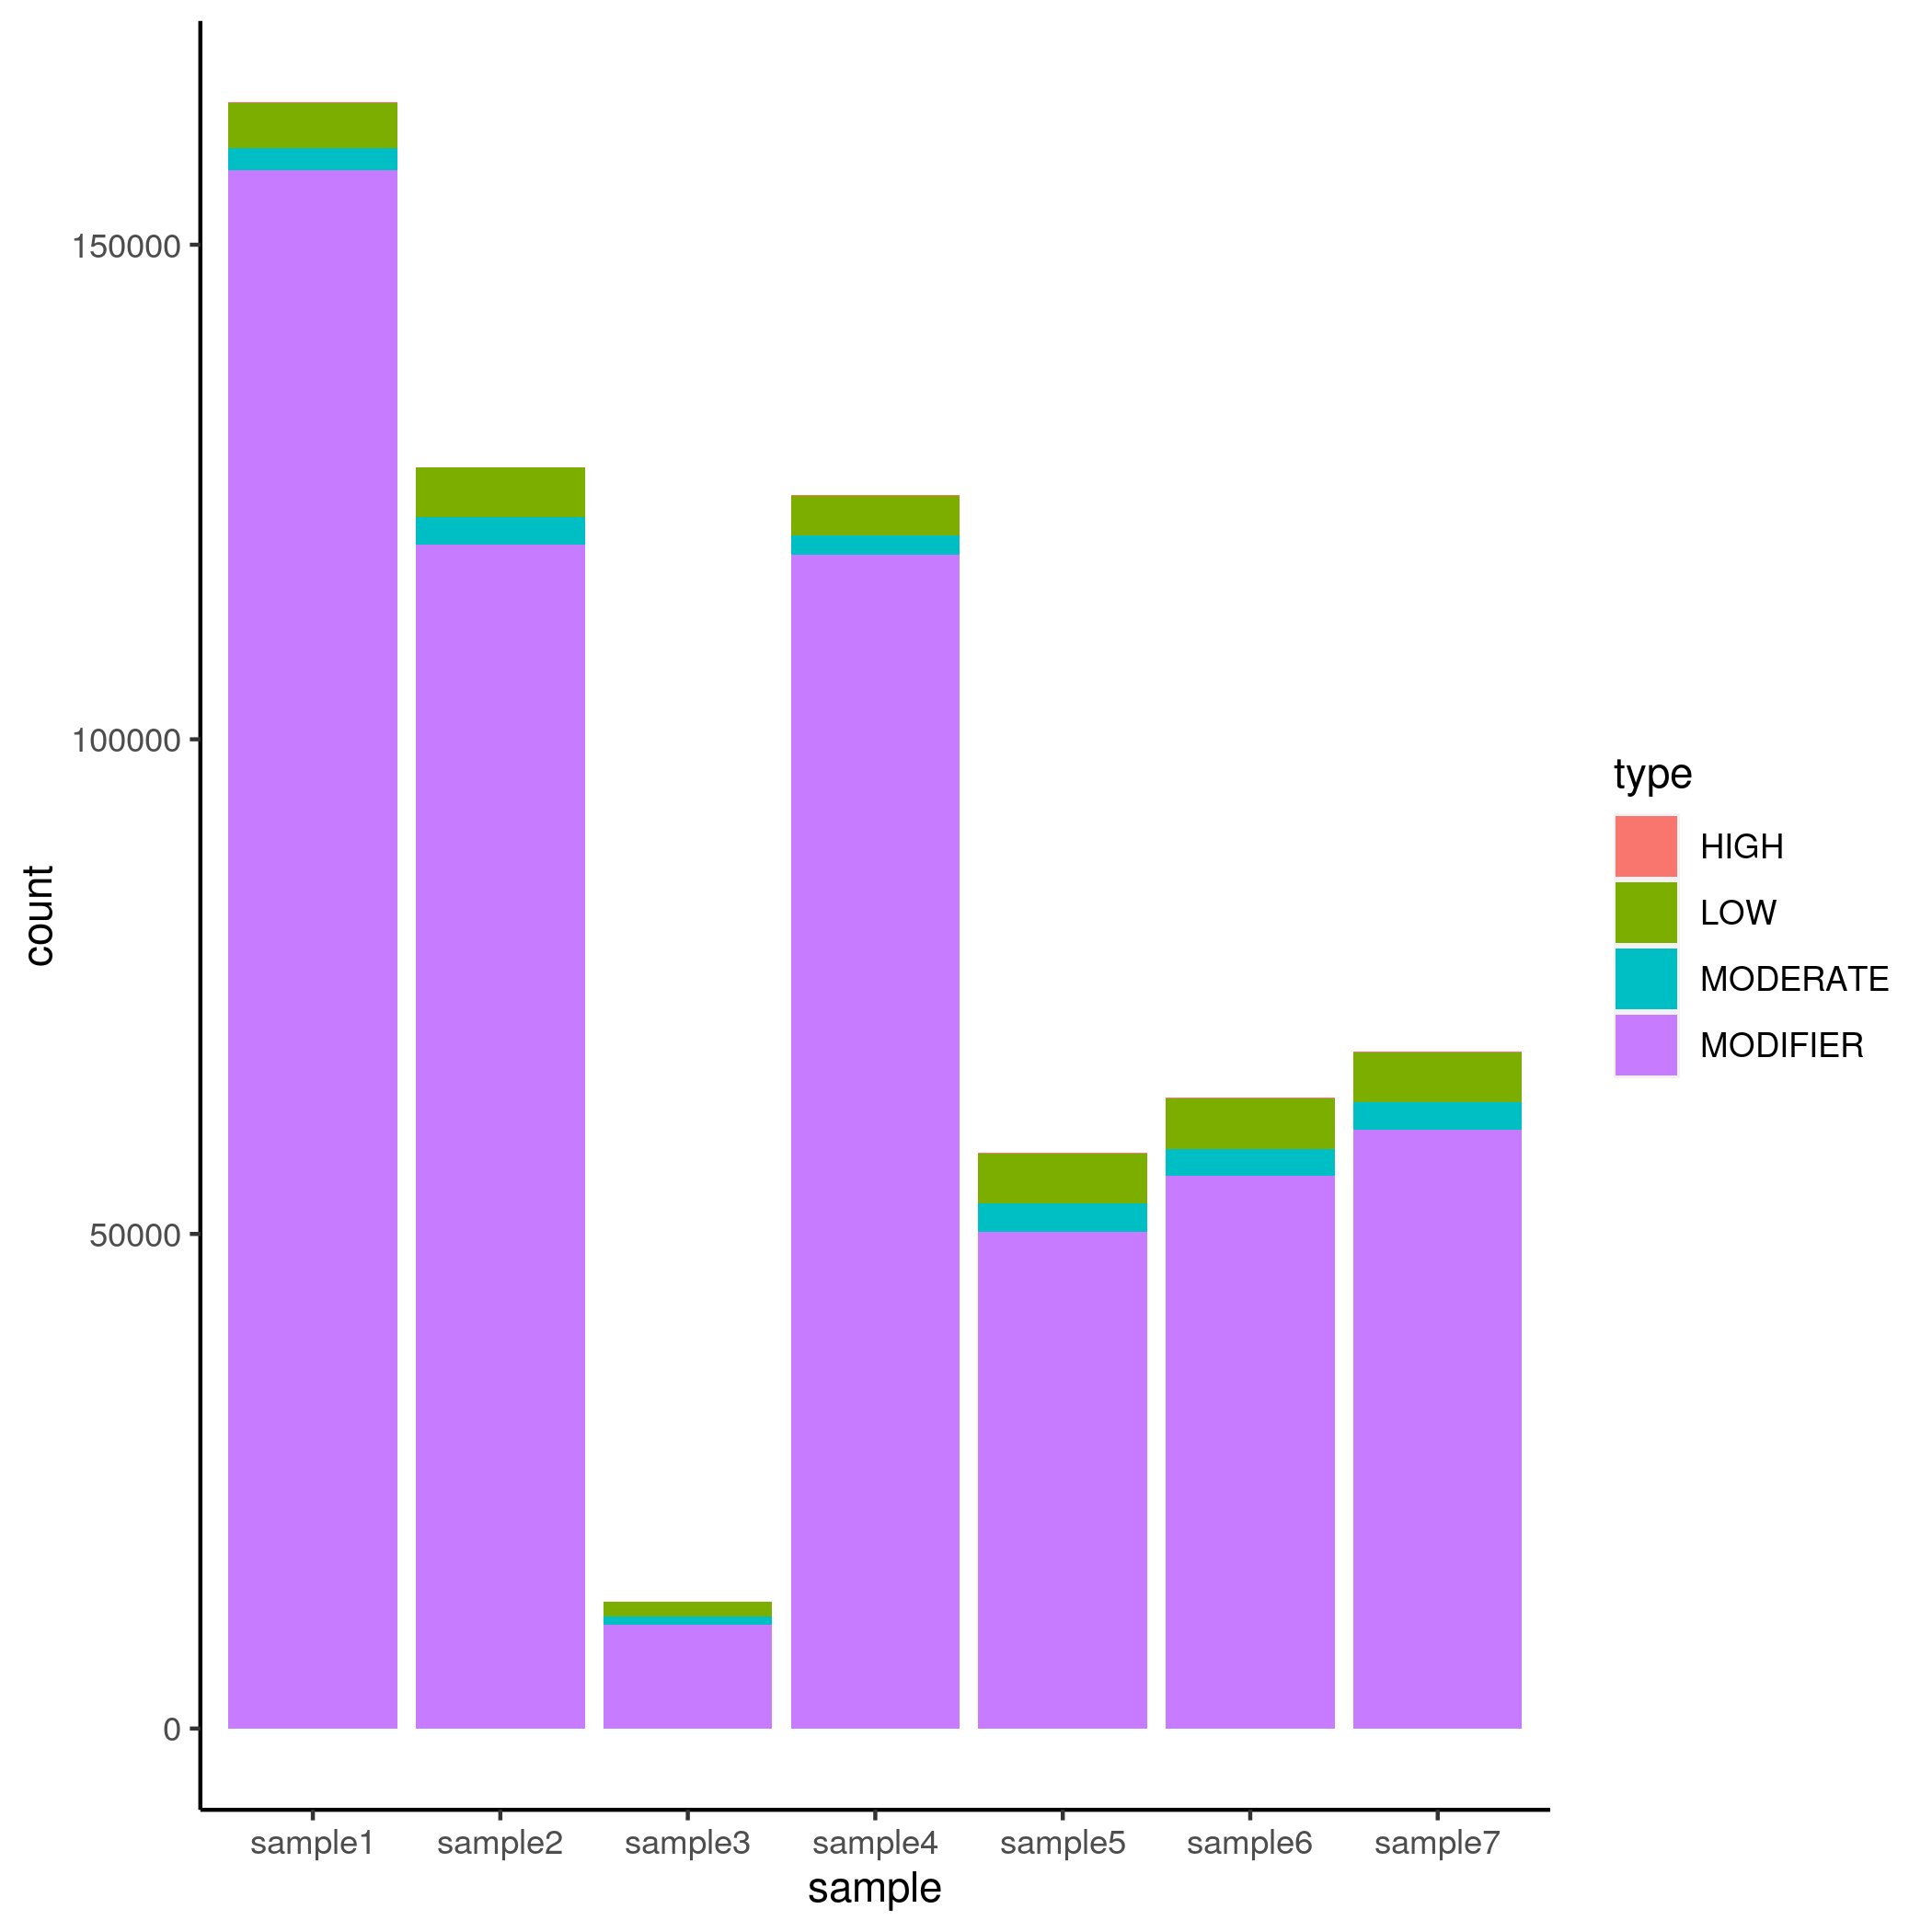 count
150000
100000
50000
0
sample1 sample2 sample3 sample4 sample5 sample6 sample7
sample
type
HIGH
LOW
MODERATE
MODIFIER